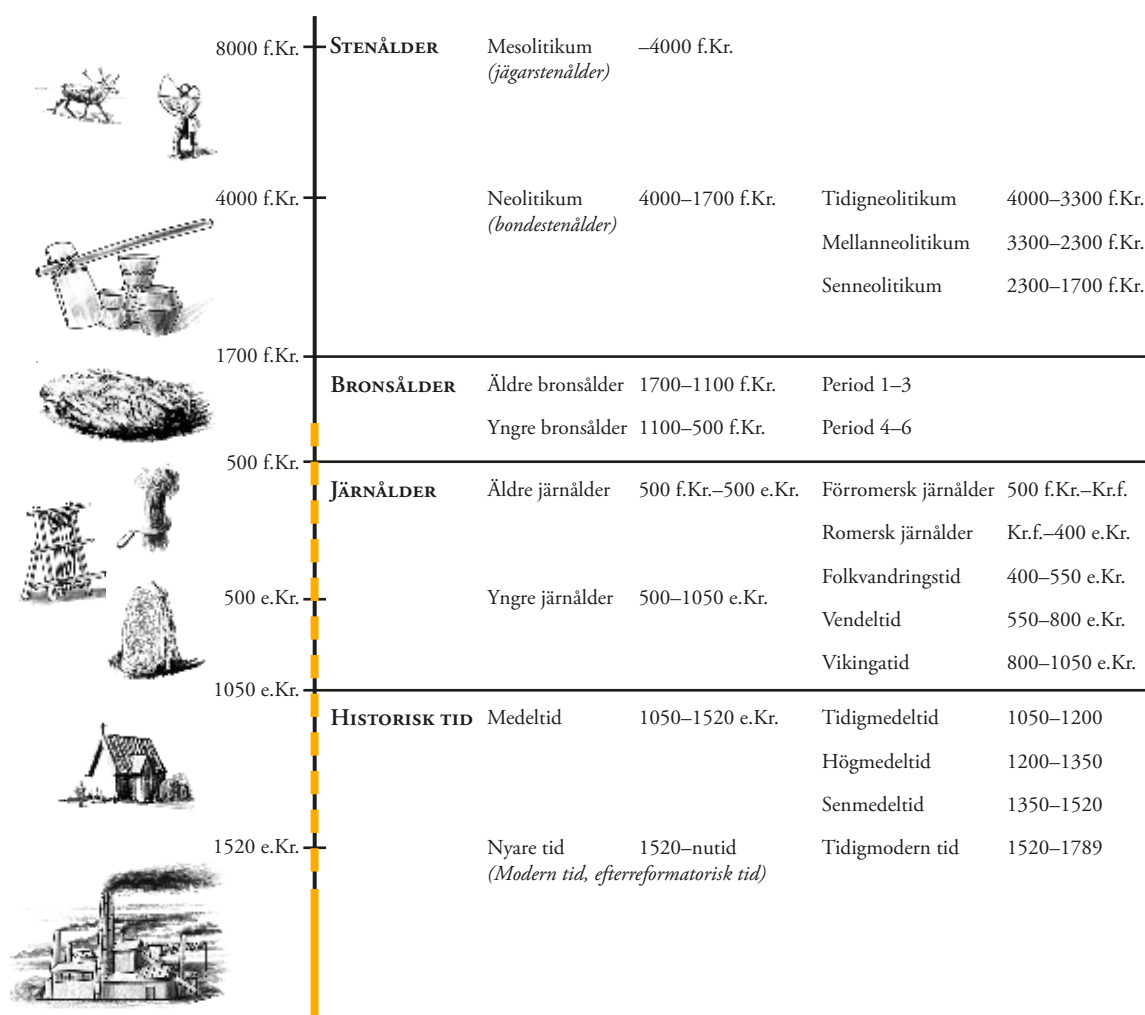 8000 f.Kr. STENÅLDER Mesolitikum –4000 f.Kr.
(jägarstenålder)
4000 f.Kr. Neolitikum 4000–1700 f.Kr. Tidigneolitikum 4000–3300 f.Kr.
(bondestenålder)
Mellanneolitikum 3300–2300 f.Kr.
Senneolitikum 2300–1700 f.Kr.
1700 f.Kr.
BRONSÅLDER Äldre bronsålder 1700–1100 f.Kr. Period 1–3
Yngre bronsålder 1100–500 f.Kr. Period 4–6
500 f.Kr.
JÄRNÅLDER Äldre järnålder 500 f.Kr.–500 e.Kr. Förromersk järnålder 500 f.Kr.–Kr.f.
Romersk järnålder Kr.f.–400 e.Kr.
Folkvandringstid 400–550 e.Kr.
500 e.Kr. Yngre järnålder 500–1050 e.Kr.
Vendeltid 550–800 e.Kr.
Vikingatid 800–1050 e.Kr.
1050 e.Kr.
HISTORISK TID Medeltid 1050–1520 e.Kr. Tidigmedeltid 1050–1200
Högmedeltid 1200–1350
Senmedeltid 1350–1520
1520 e.Kr. Nyare tid 1520–nutid Tidigmodern tid 1520–1789
(Modern tid, efterreformatorisk tid)